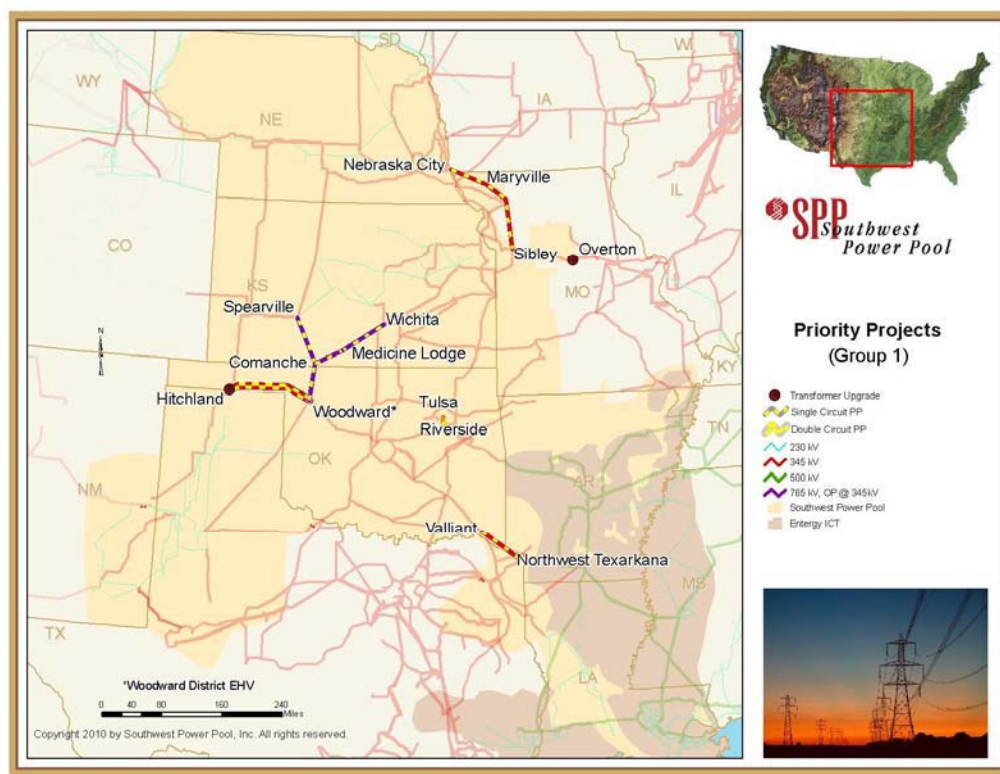 SD
WY
W
IA
NE
Nebraska City
Maryville
IL
CO
Sibley
Overton
KS
MO
Spearville
Wichita
Comanche
Medicine Lodge
KY
Hitchland
Woodward*
Tulsa
Riverside
TN
OK
NM
AR
Valliant
Northwest Texarkana
MS
TX
LA
*Woodward District EHV
0 40 80 160 240
Miles
Copyright 2010 by Southwest Power Pool, Inc. All rights reserved.
N
SPP
Southwest
Power Pool
Priority Projects
(Group 1)
Transformer Upgrade
Single Circuit PP
Double Circuit PP
230 kV
345 kV
500 kV
765 kV, OP @ 345kV
Southwest Power Pool
Entergy ICT